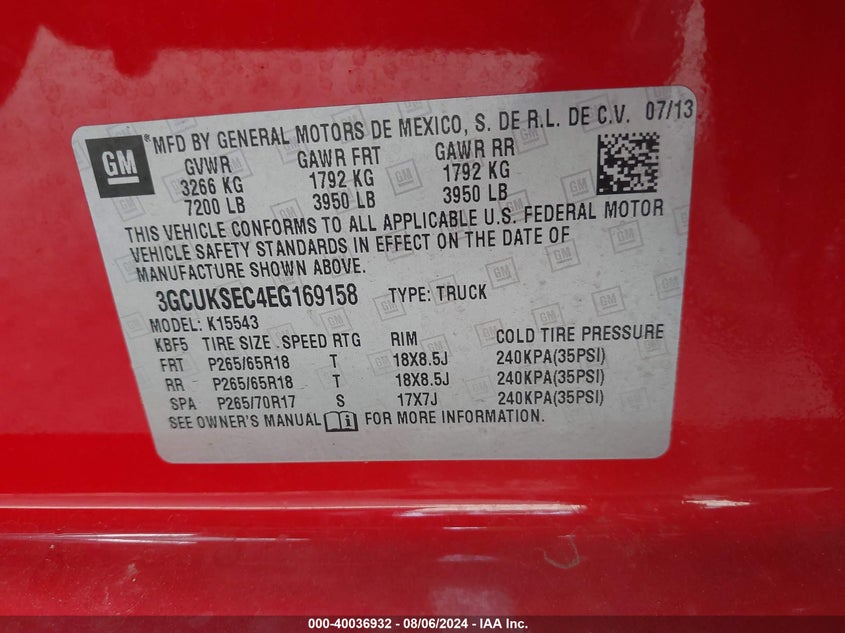 GM
® MFD BY GENERAL MOTORS DE MEXICO, S. DE R.L. DE C.V. 07/13
GVWR GAWR FRT GAWR RR
3266 KG 1792 KG 1792 KG
7200 LB 3950 LB 3950 LB
THIS VEHICLE CONFORMS TO ALL APPLICABLE U.S. FEDERAL MOTOR
VEHICLE SAFETY STANDARDS IN EFFECT ON THE DATE OF
MANUFACTURE SHOWN ABOVE.
3GCUKSEC4EG169158 TYPE: TRUCK
MODEL: K15543
KBF5 TIRE SIZE SPEED RTG RIM COLD TIRE PRESSURE
FRT P265/65R18 T 18X8.5J 240KPA(35PSI)
RR P265/65R18 T 18X8.5J 240KPA(35PSI)
SPA P265/70R17 S 17X7J 240KPA(35PSI)
SEE OWNER'S MANUAL FOR MORE INFORMATION.
000-40036932 - 08/06/2024 - IAA Inc.